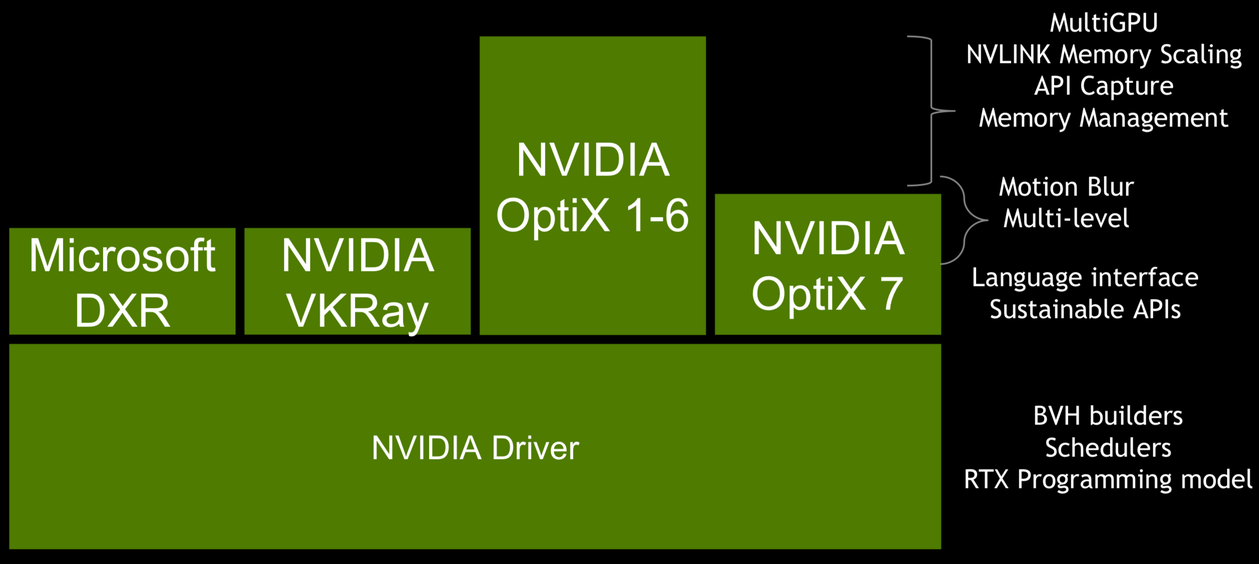 Microsoft
DXR
NVIDIA
VKRay
NVIDIA
OptiX 1-6
NVIDIA
OptiX 7
NVIDIA Driver
MultiGPU
NVLINK Memory Scaling
API Capture
Memory Management
Motion Blur
Multi-level
Language interface
Sustainable APIs
BVH builders
Schedulers
RTX Programming model